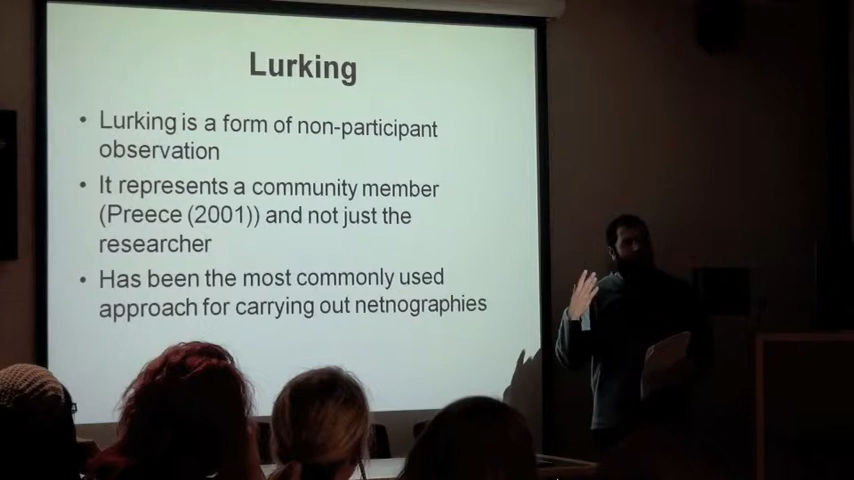 Lurking
• Lurking is a form of non-participant
observation
• It represents a community member
(Preece (2001)) and not just the
researcher
• Has been the most commonly used
approach for carrying out netnographies